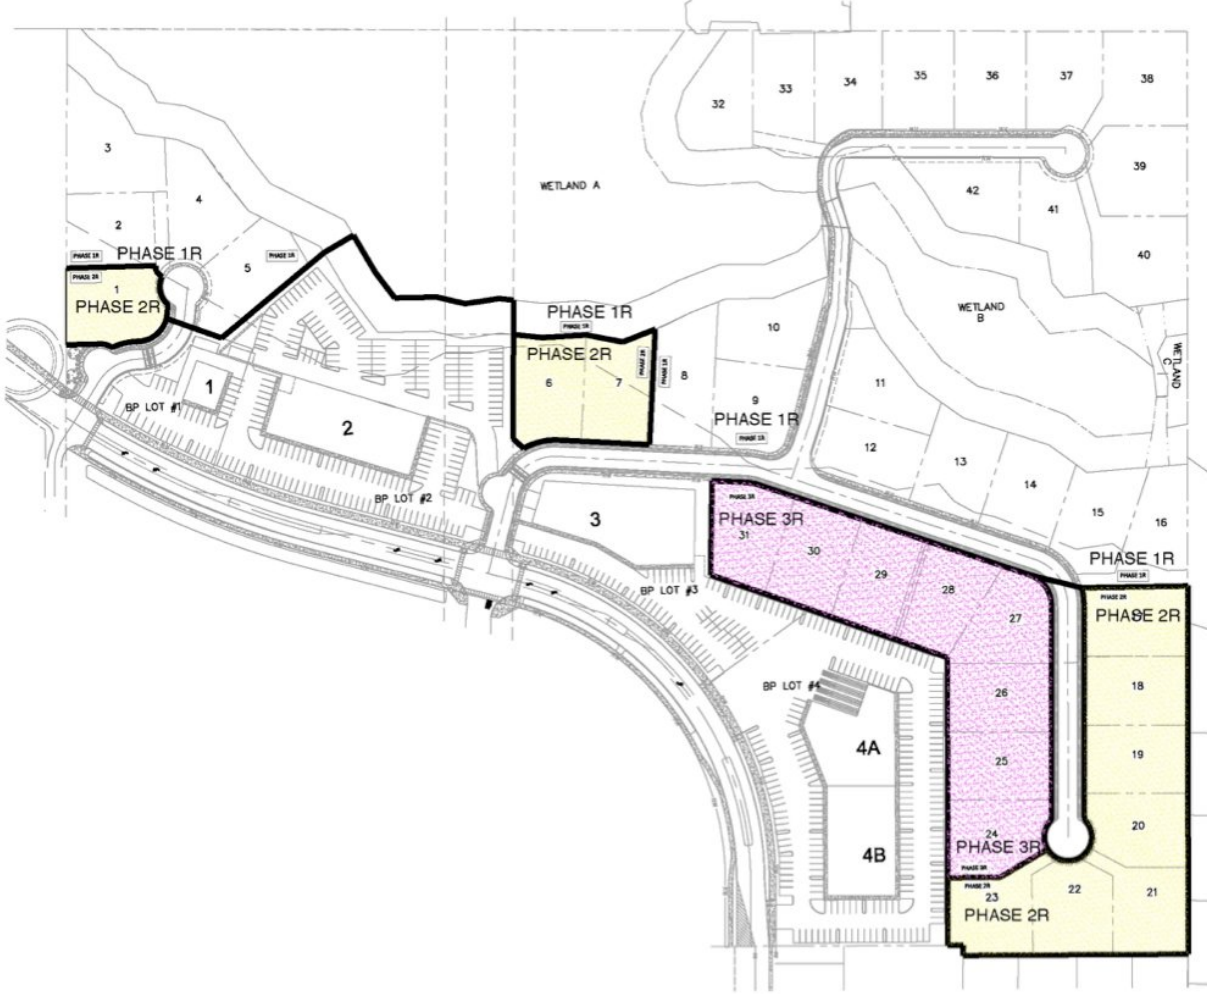 32
33
34
35
36
37
38
3
4
2
5
WETLAND A
42
41
39
40
PHASE 1R
PHASE 1R
PHASE 1R
PHASE 2R
1
PHASE 2R
WETLAND
B
WETLAND
C
PHASE 1R
PHASE 1R
PHASE 2R
6
7
PHASE 2R
PHASE 1R
8
10
9
PHASE 1R
PHASE 1R
11
12
13
14
15
16
1
BP LOT #1
2
BP LOT #2
3
BP LOT #3
PHASE 3R
PHASE 3R
31
30
29
28
27
26
25
24
PHASE 3R
PHASE 3R
PHASE 1R
PHASE 1R
PHASE 2R
PHASE 2R
18
19
20
21
22
PHASE 2R
23
PHASE 2R
BP LOT #4
4A
4B